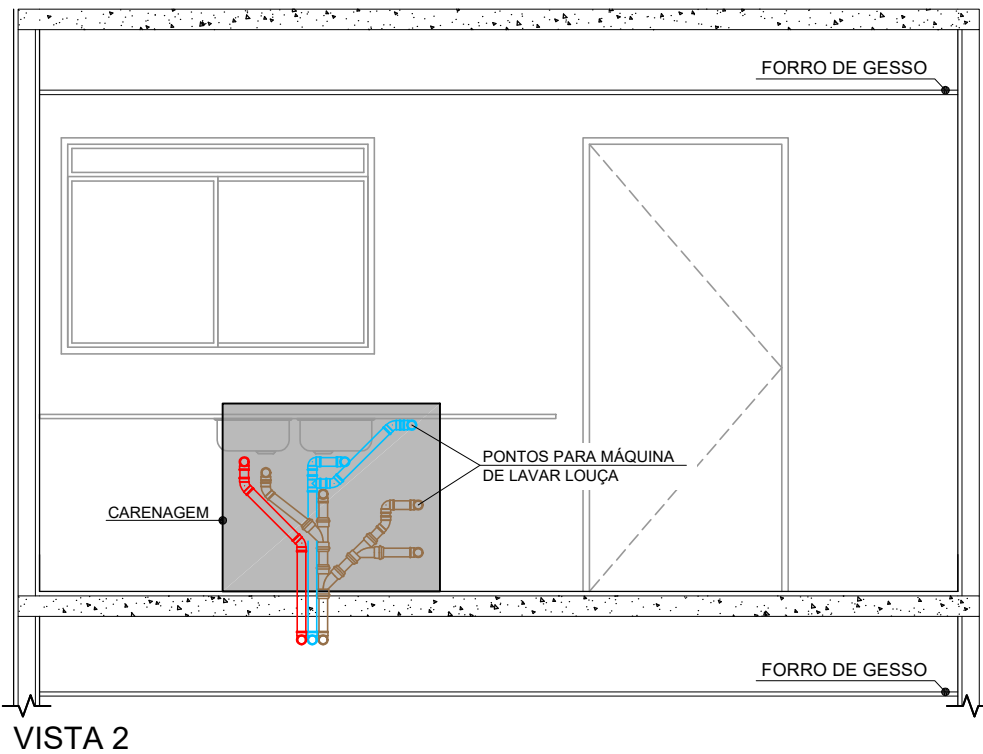 FORRO DE GESSO
PONTOS PARA MÁQUINA
DE LAVAR LOUÇA
CARENAGEM
FORRO DE GESSO
VISTA 2